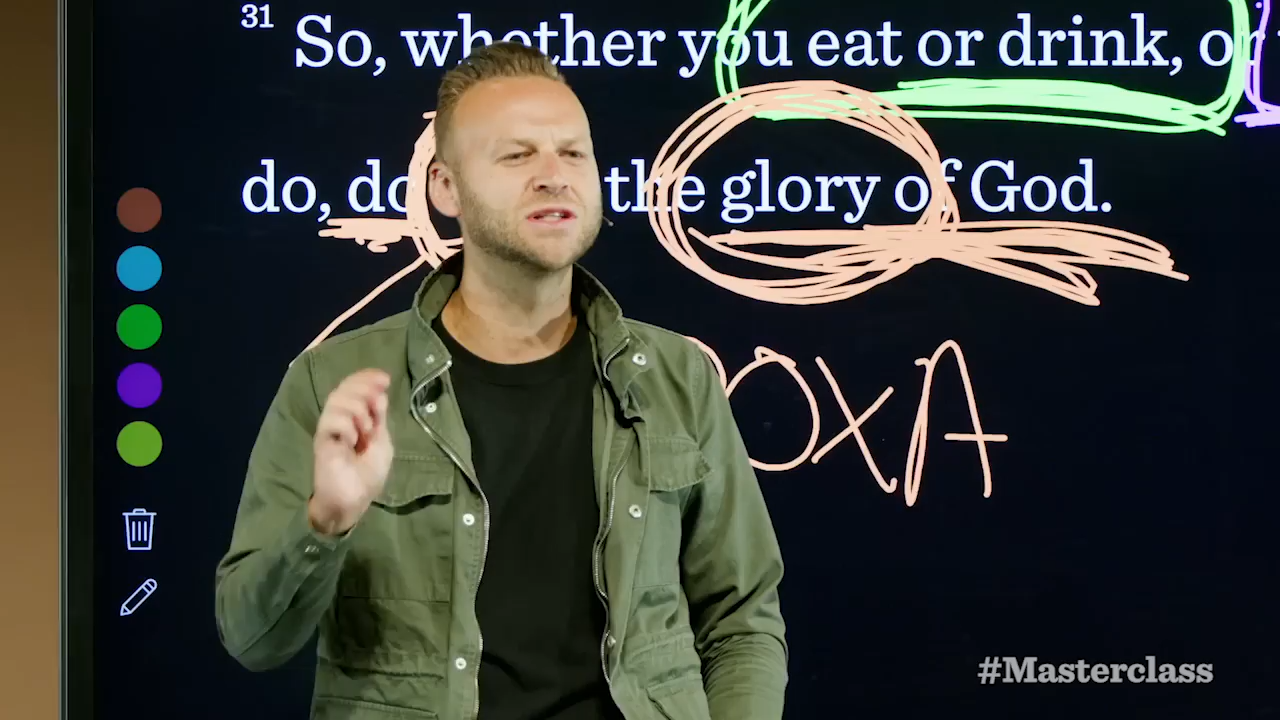 31 So, whether you eat or drink, or
do, do the glory of God.
OXA
#Masterclass